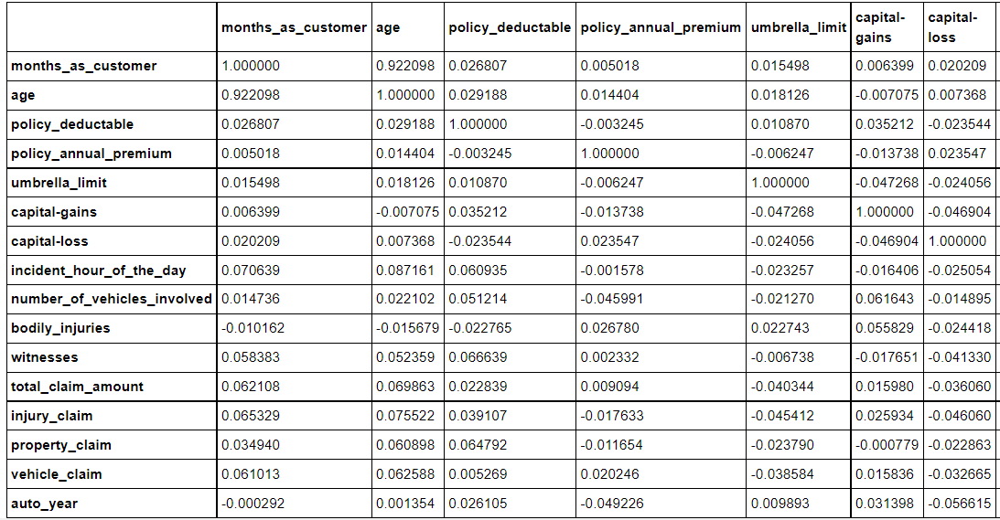 months_as_customer age policy_deductable policy_annual_premium umbrella_limit capital-gains capital-loss
months_as_customer 1.000000 0.922098 0.026807 0.005018 0.015498 0.006399 0.020209
age 0.922098 1.000000 0.029188 0.014404 0.018126 -0.007075 0.007368
policy_deductable 0.026807 0.029188 1.000000 -0.003245 0.010870 0.035212 -0.023544
policy_annual_premium 0.005018 0.014404 -0.003245 1.000000 -0.006247 -0.013738 0.023547
umbrella_limit 0.015498 0.018126 0.010870 -0.006247 1.000000 -0.047268 -0.024056
capital-gains 0.006399 -0.007075 0.035212 -0.013738 -0.047268 1.000000 -0.046904
capital-loss 0.020209 0.007368 -0.023544 0.023547 -0.024056 -0.046904 1.000000
incident_hour_of_the_day 0.070639 0.087161 0.060935 -0.001578 -0.023257 -0.016406 -0.025054
number_of_vehicles_involved 0.014736 0.022102 0.051214 -0.045991 -0.021270 0.061643 -0.014895
bodily_injuries -0.010162 -0.015679 -0.022765 0.026780 0.022743 0.055829 -0.024418
witnesses 0.058383 0.052359 0.066639 0.002332 -0.006738 -0.017651 -0.041330
total_claim_amount 0.062108 0.069863 0.022839 0.009094 -0.040344 0.015980 -0.036060
injury_claim 0.065329 0.075522 0.039107 -0.017633 -0.045412 0.025934 -0.046060
property_claim 0.034940 0.060898 0.064792 -0.011654 -0.023790 -0.000779 -0.022863
vehicle_claim 0.061013 0.062588 0.005269 0.020246 -0.038584 0.015836 -0.032665
auto_year -0.000292 0.001354 0.026105 -0.049226 0.009893 0.031398 -0.056615